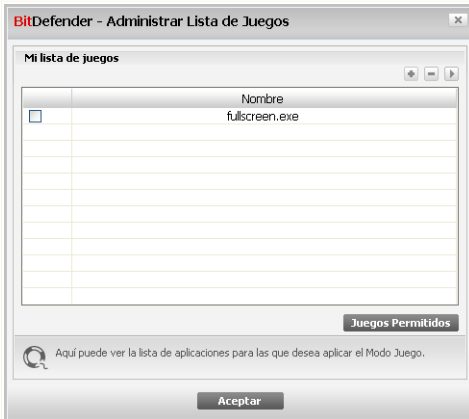 BitDefender - Administrar Lista de Juegos
Mi lista de juegos
Nombre
fullscreen.exe
Juegos Permitidos
Aquí puede ver la lista de aplicaciones para las que desea aplicar el Modo Juego.
Aceptar